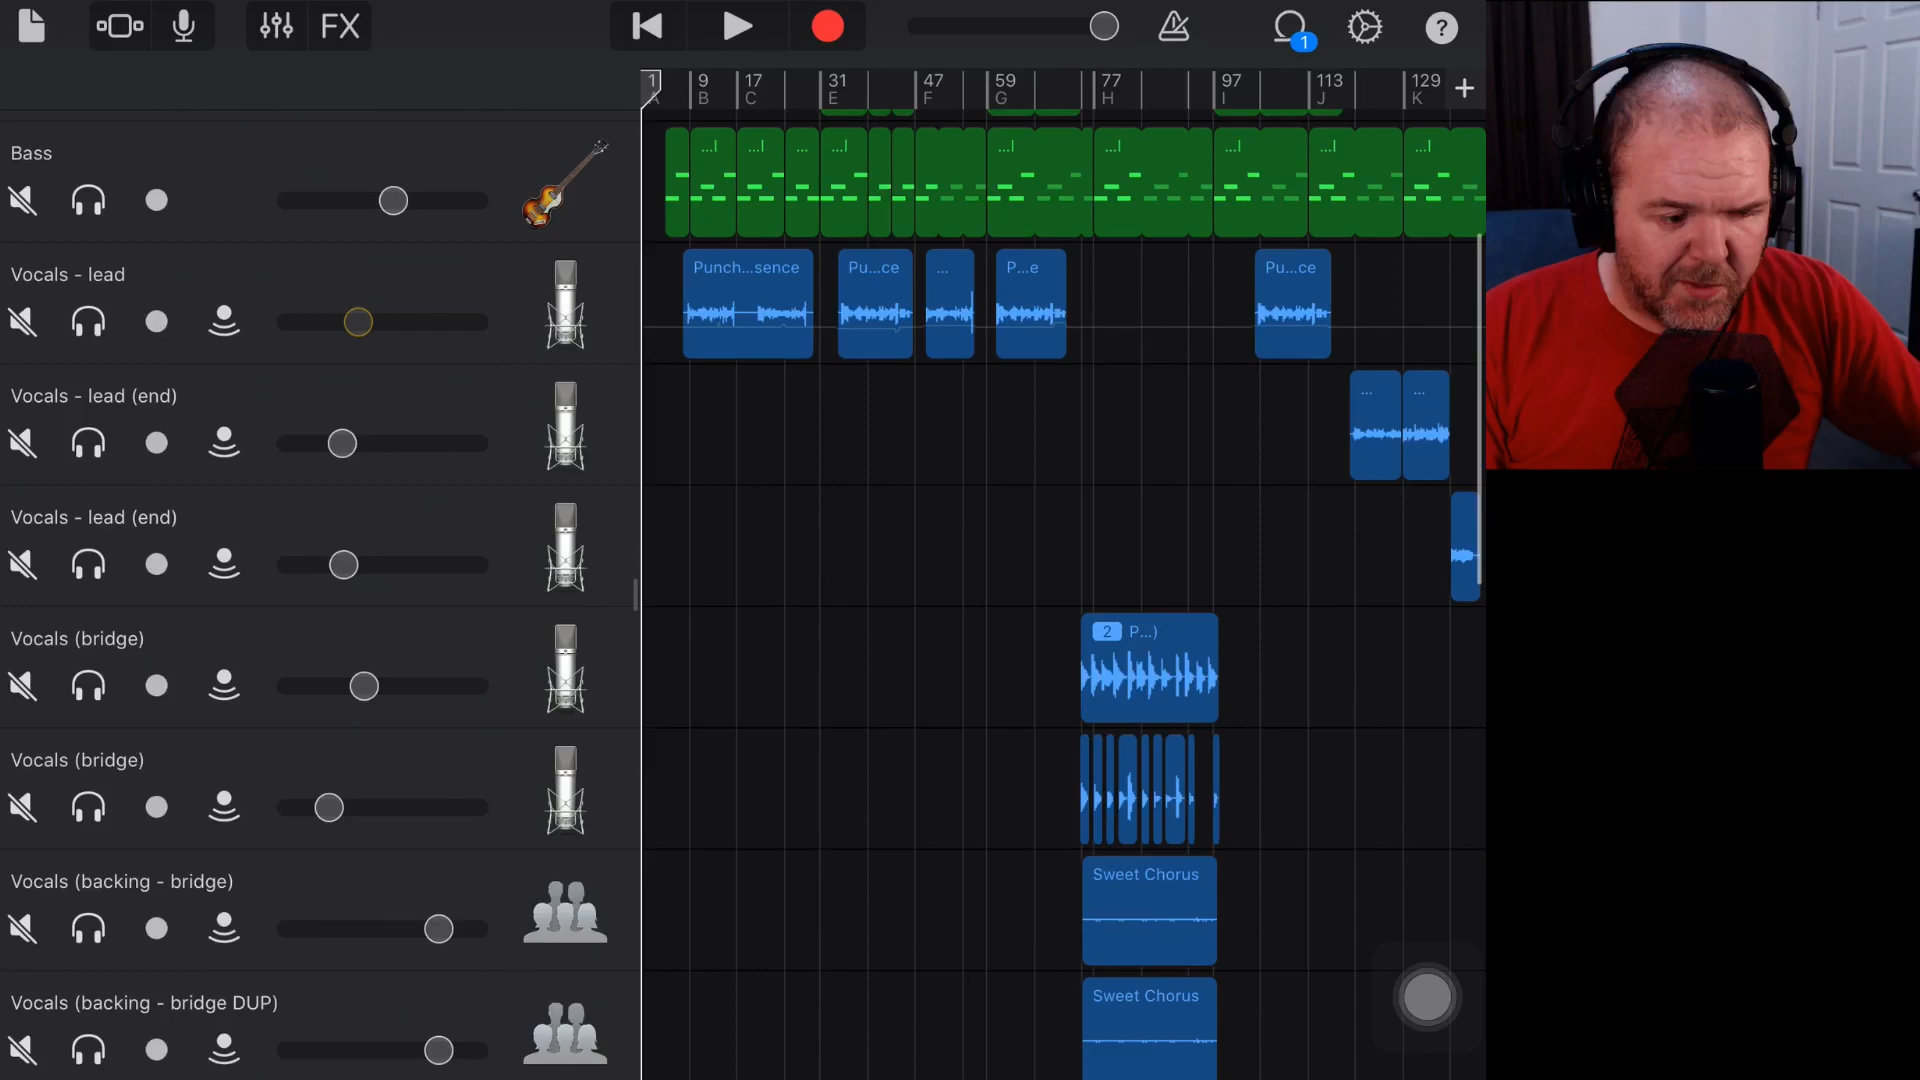 FX
1
?
1 9 17 31 47 59 77 97 113 129
A B C E F G H I J K
+
Bass
...l ...l ... ...l ...l ...l ...l ...l ...l
Vocals - lead
Punch...sence Pu...ce ... P...e Pu...ce
Vocals - lead (end)
... ...
Vocals - lead (end)
Vocals (bridge)
2 P...)
Vocals (bridge)
Vocals (backing - bridge)
Sweet Chorus
Vocals (backing - bridge DUP)
Sweet Chorus